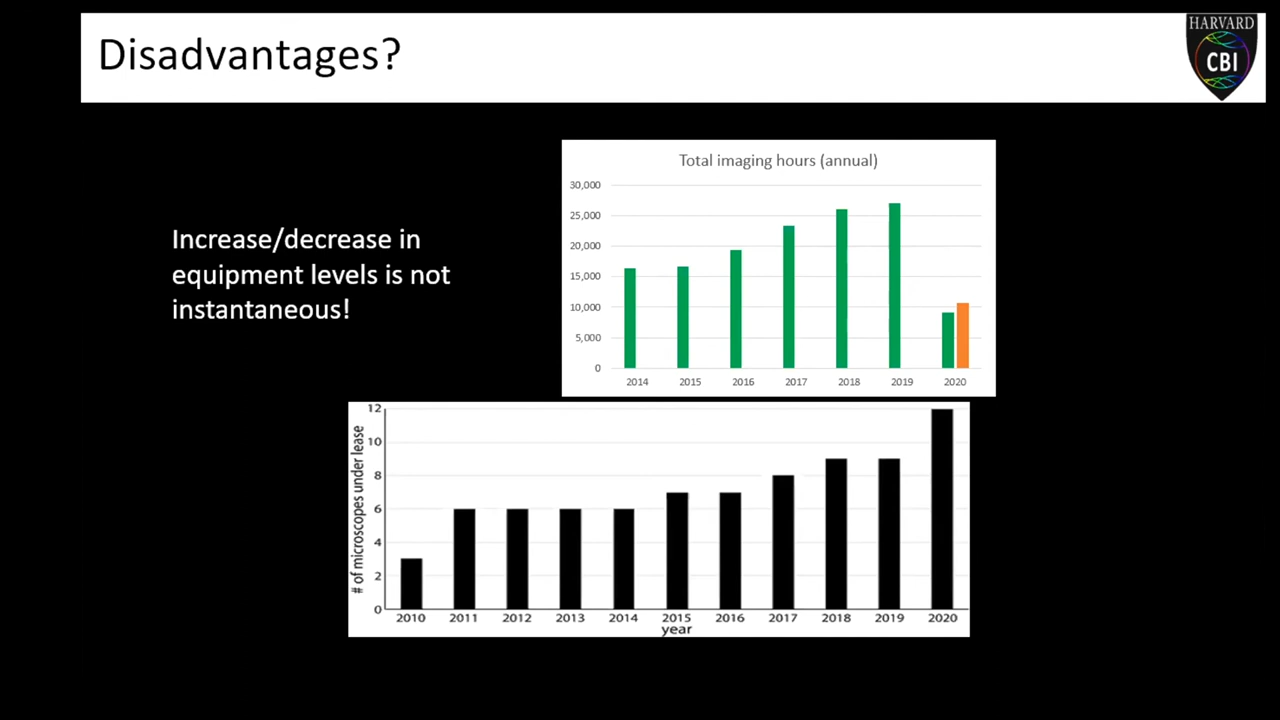 Disadvantages?
HARVARD
CBI
Increase/decrease in
equipment levels is not
instantaneous!
Total imaging hours (annual)
30,000
25,000
20,000
15,000
10,000
5,000
0
2014 2015 2016 2017 2018 2019 2020
# of microscopes under lease
12
10
8
6
4
2
0
2010 2011 2012 2013 2014 2015 2016 2017 2018 2019 2020
year